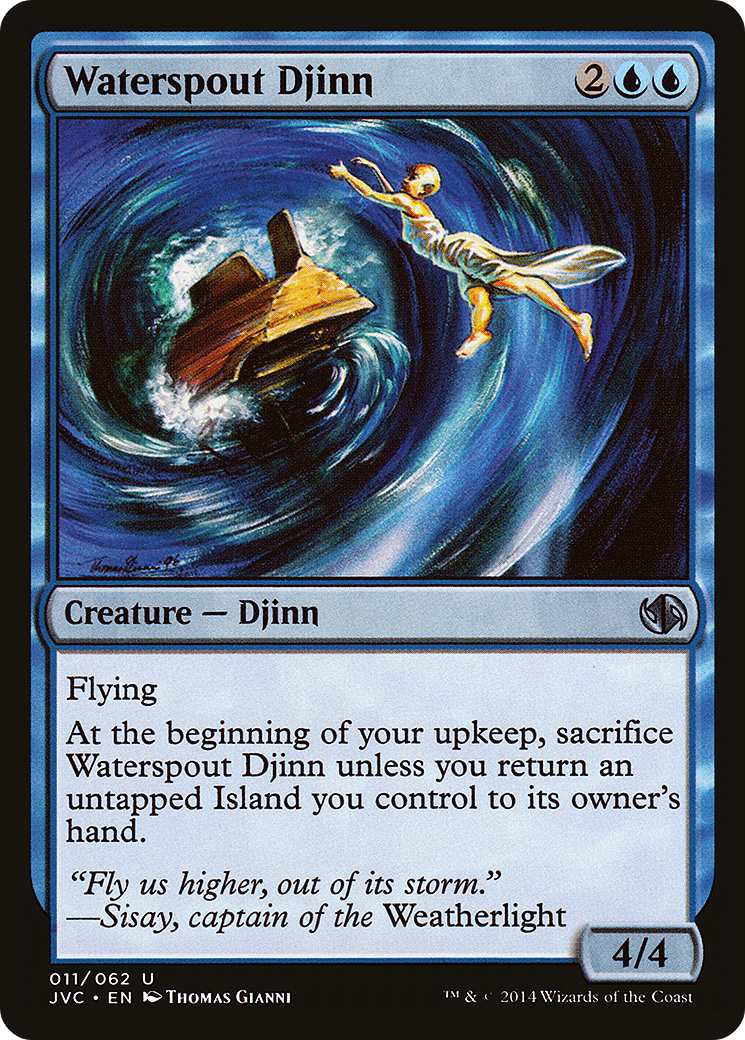 Waterspout Djinn 2
Creature — Djinn
Flying
At the beginning of your upkeep, sacrifice
Waterspout Djinn unless you return an
untapped Island you control to its owner's
hand.
"Fly us higher, out of its storm."
—Sisay, captain of the Weatherlight
4/4
011/062 U
JVC • EN Thomas Gianni
™ & © 2014 Wizards of the Coast